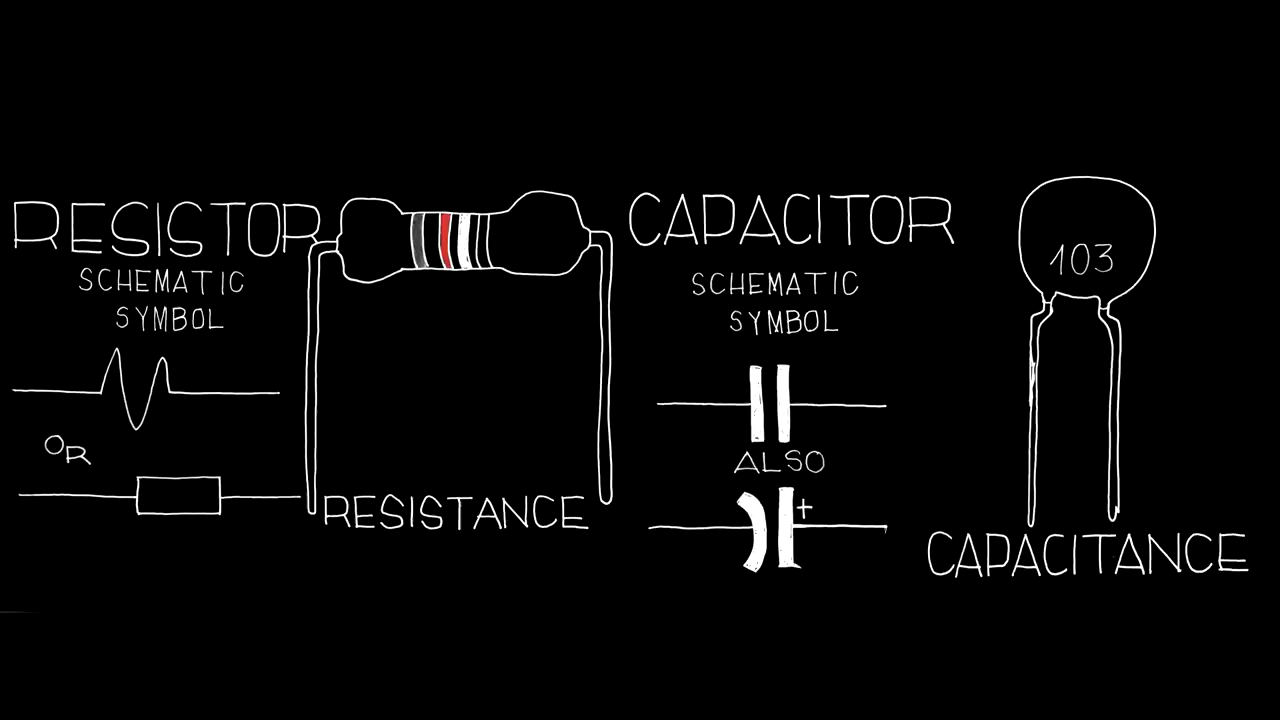 RESISTOR
SCHEMATIC
SYMBOL
OR
RESISTANCE
CAPACITOR
SCHEMATIC
SYMBOL
ALSO
+
103
CAPACITANCE